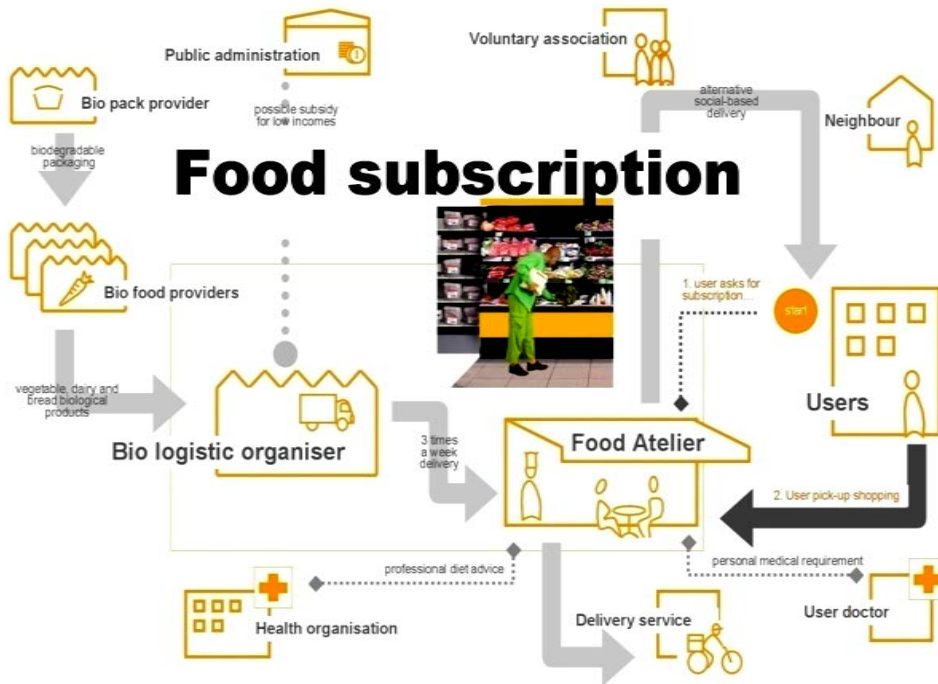 Public administration
Voluntary association
Bio pack provider
possible subsidy
for low incomes
alternative
social-based
delivery
Neighbour
biodegradable
packaging
Food subscription
Bio food providers
1. user asks for
subscription...
start
vegetable, dairy and
bread biological
products
Users
Bio logistic organiser
3 times
a week
delivery
Food Atelier
2. User pick-up shopping
professional diet advice
personal medical requirement
Health organisation
Delivery service
User doctor